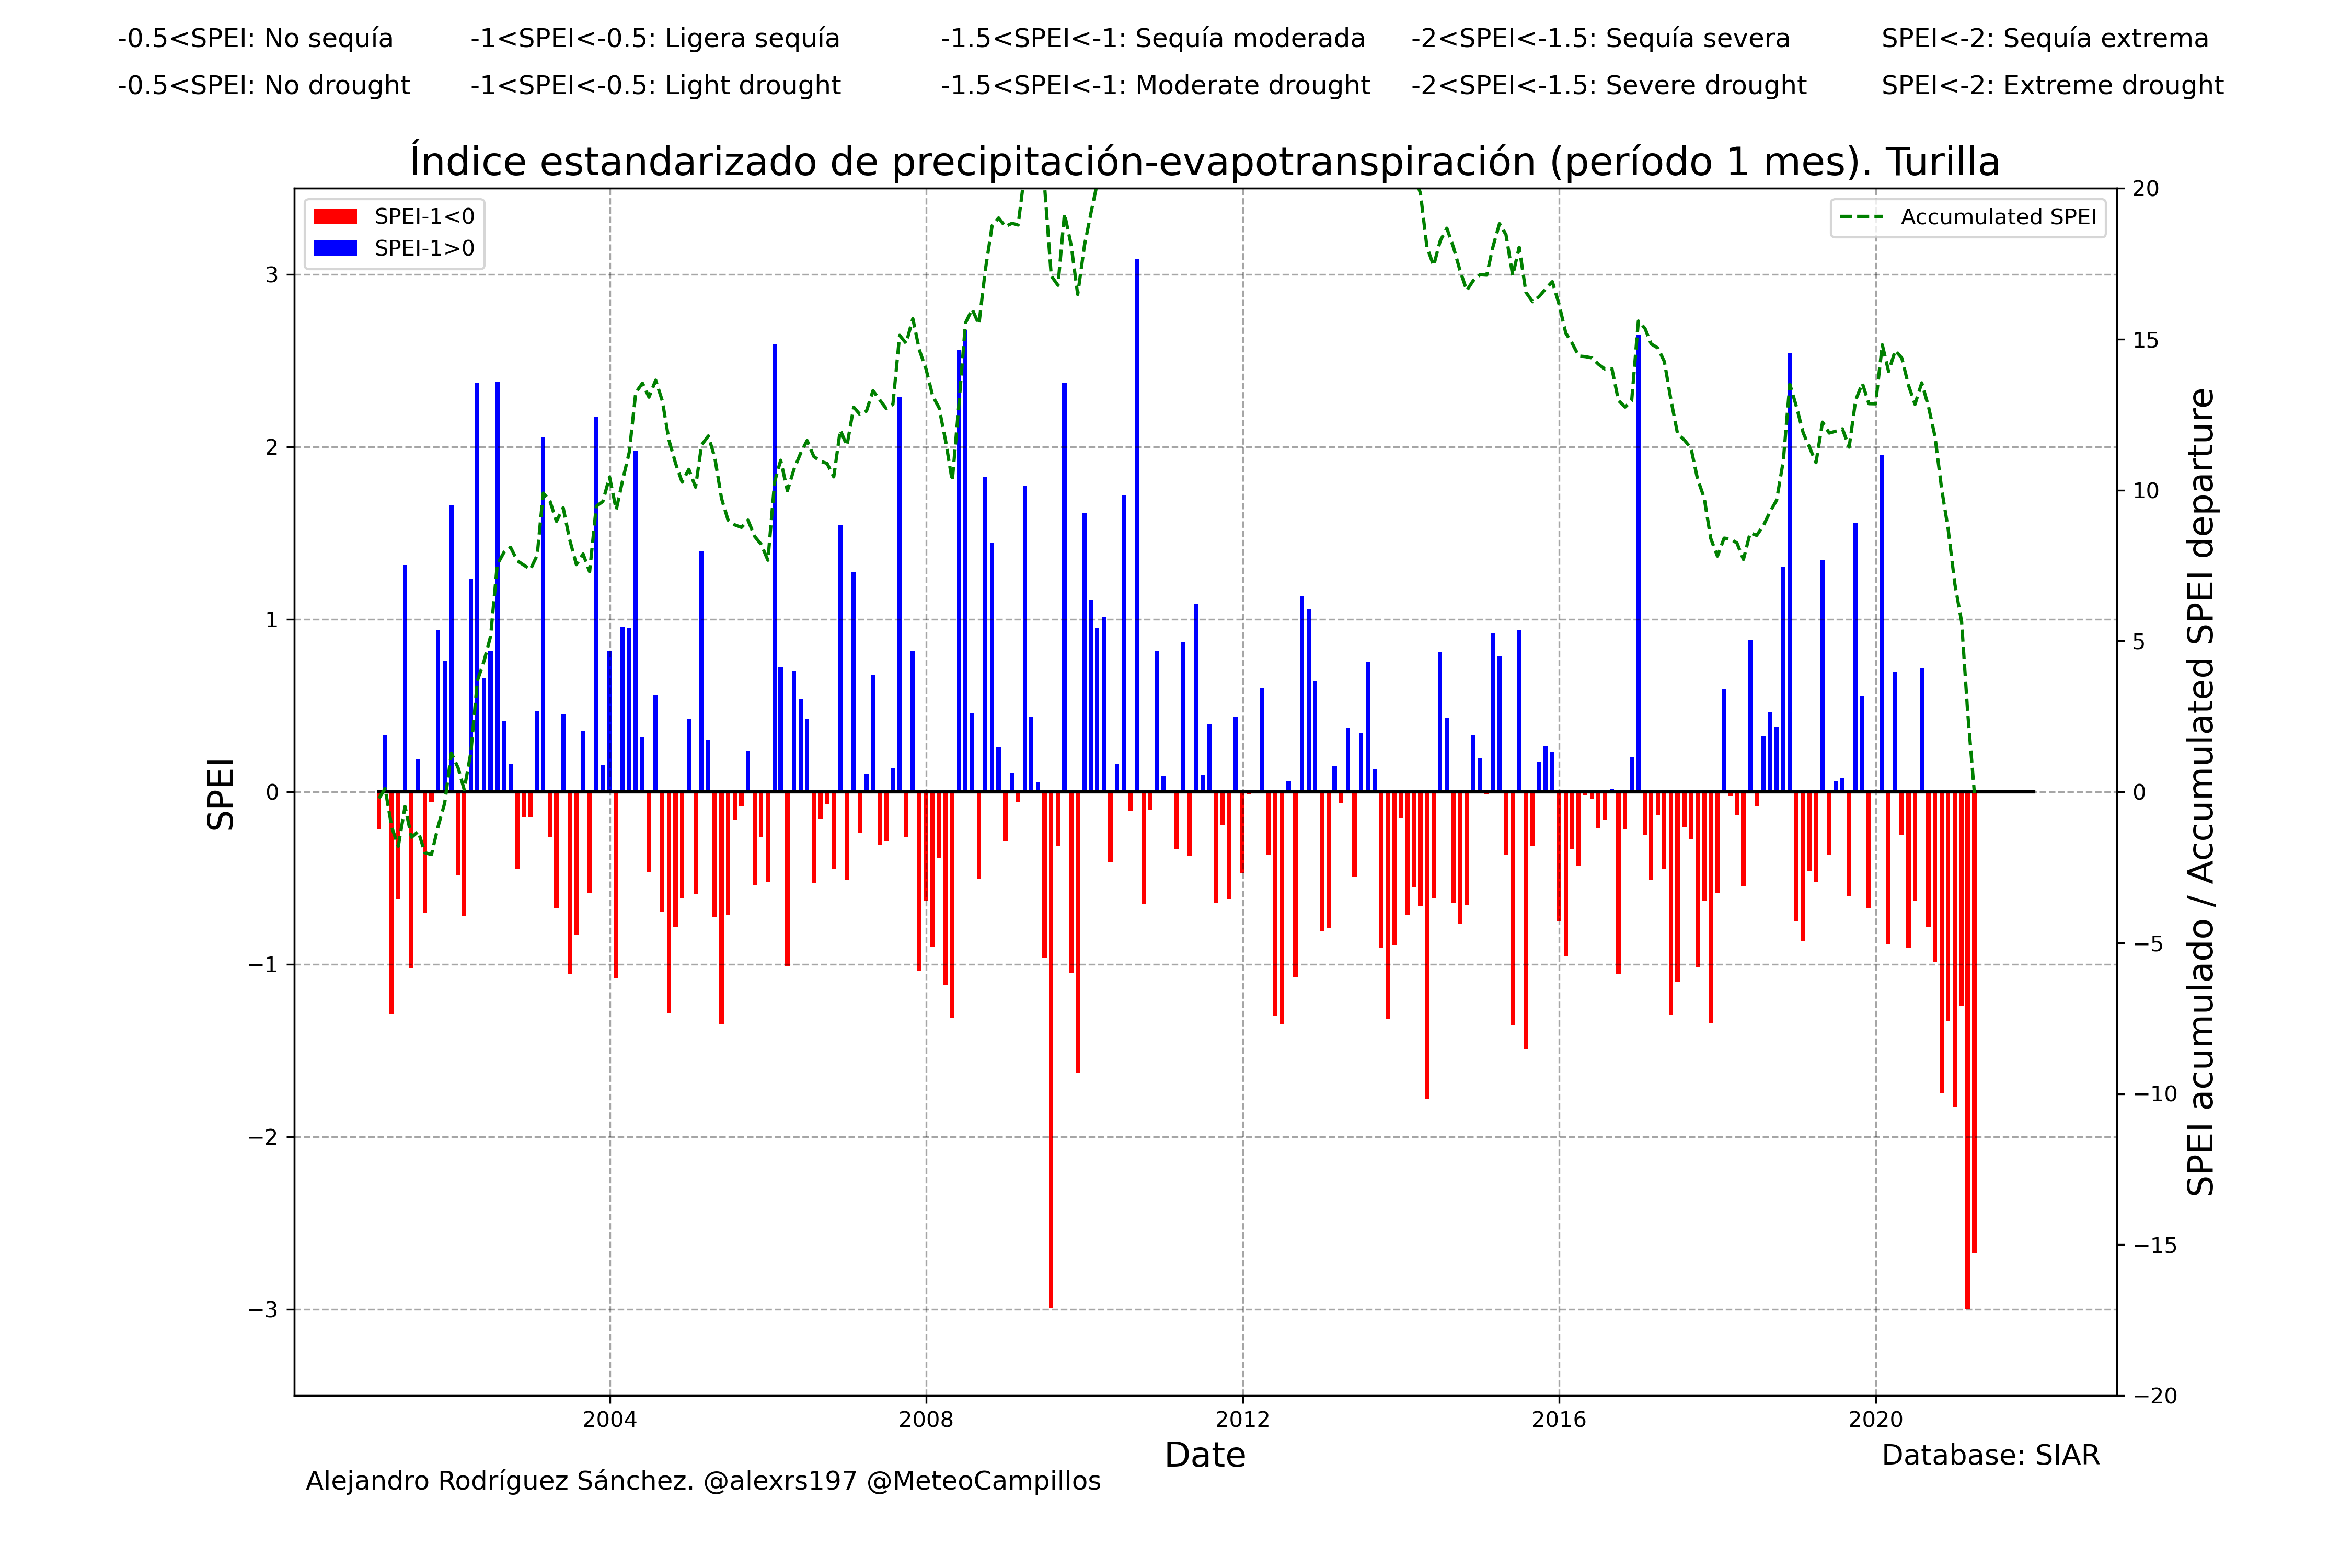 -0.5<SPEI: No sequía -1<SPEI<-0.5: Ligera sequía -1.5<SPEI<-1: Sequía moderada -2<SPEI<-1.5: Sequía severa SPEI<-2: Sequía extrema
-0.5<SPEI: No drought -1<SPEI<-0.5: Light drought -1.5<SPEI<-1: Moderate drought -2<SPEI<-1.5: Severe drought SPEI<-2: Extreme drought
Índice estandarizado de precipitación-evapotranspiración (período 1 mes). Turilla
SPEI-1<0
SPEI-1>0
Accumulated SPEI
SPEI
3
2
1
0
−1
−2
−3
20
15
10
5
0
−5
−10
−15
−20
SPEI acumulado / Accumulated SPEI departure
2004 2008 2012 2016 2020
Date
Database: SIAR
Alejandro Rodríguez Sánchez. @alexrs197 @MeteoCampillos